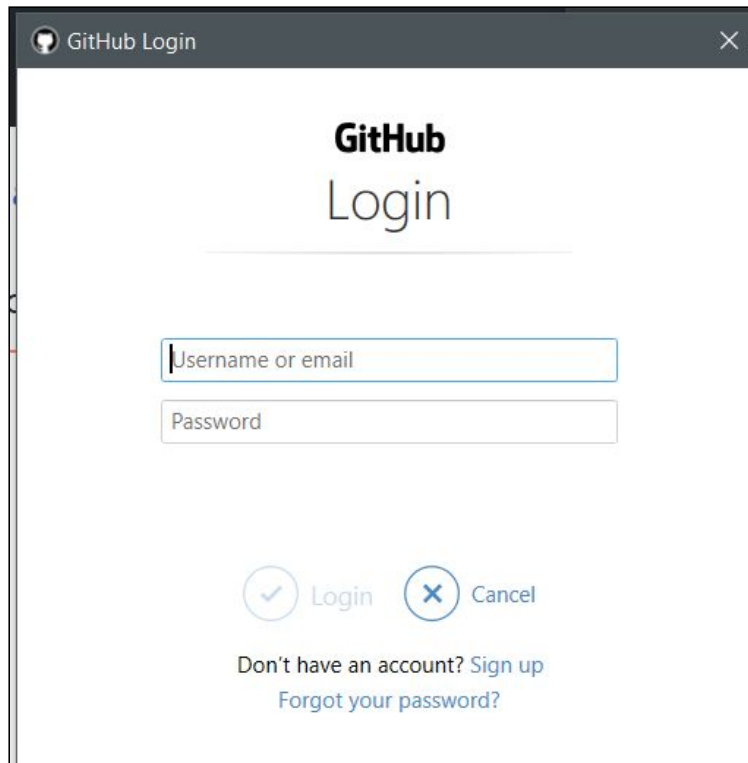 GitHub Login
GitHub
Login
Username or email
Password
Login Cancel
Don't have an account? Sign up
Forgot your password?